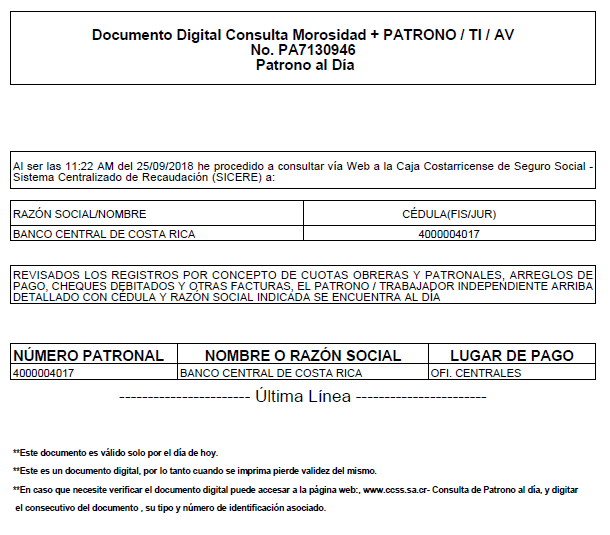 Documento Digital Consulta Morosidad + PATRONO / TI / AV
No. PA7130946
Patrono al Día
Al ser las 11:22 AM del 25/09/2018 he procedido a consultar vía Web a la Caja Costarricense de Seguro Social -
Sistema Centralizado de Recaudación (SICERE) a:
RAZÓN SOCIAL/NOMBRE CÉDULA(FIS/JUR)
BANCO CENTRAL DE COSTA RICA 4000004017
REVISADOS LOS REGISTROS POR CONCEPTO DE CUOTAS OBRERAS Y PATRONALES, ARREGLOS DE
PAGO, CHEQUES DEBITADOS Y OTRAS FACTURAS, EL PATRONO / TRABAJADOR INDEPENDIENTE ARRIBA
DETALLADO CON CÉDULA Y RAZÓN SOCIAL INDICADA SE ENCUENTRA AL DÍA
NÚMERO PATRONAL NOMBRE O RAZÓN SOCIAL LUGAR DE PAGO
4000004017 BANCO CENTRAL DE COSTA RICA OFI. CENTRALES
----------------------- Última Línea -----------------------
**Este documento es válido solo por el día de hoy.
**Este es un documento digital, por lo tanto cuando se imprima pierde validez del mismo.
**En caso que necesite verificar el documento digital puede accesar a la página web:, www.ccss.sa.cr- Consulta de Patrono al día, y digitar
el consecutivo del documento , su tipo y número de identificación asociado.